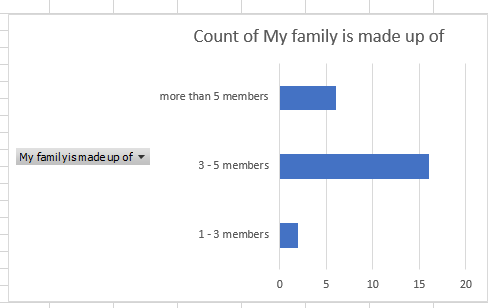 Count of My family is made up of
more than 5 members
My family is made up of
3 - 5 members
1 - 3 members
0 5 10 15 20